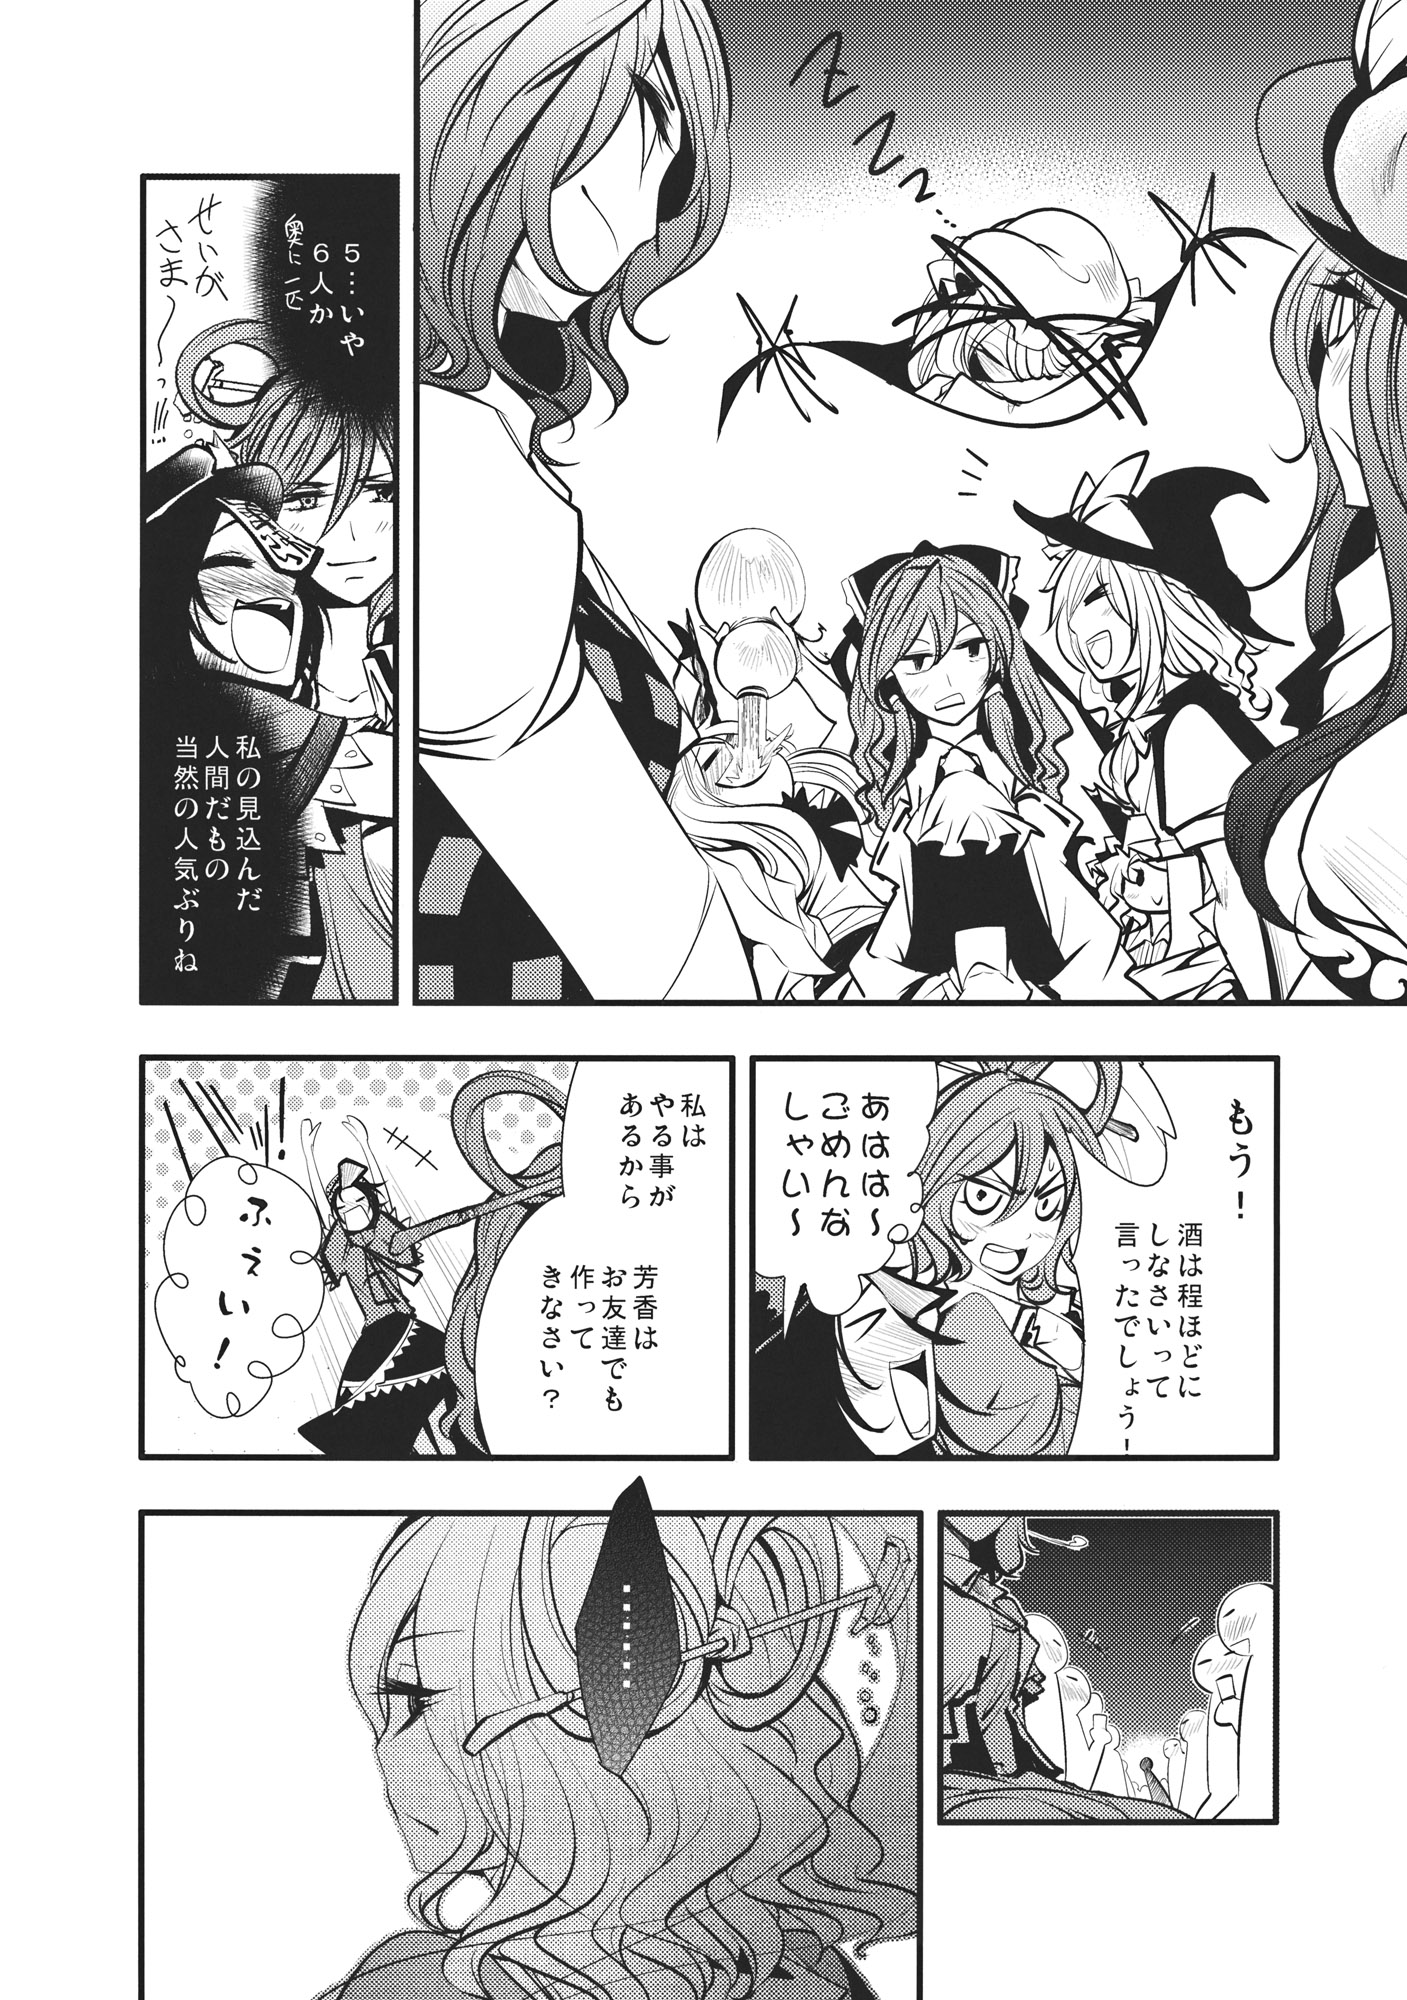 ZZZZ…
5…いや
6人か
奥に一匹
せいが
さま〜〜っ!!!
私の見込んだ
人間だもの
当然の人気ぶりね
もう!
酒は程ほどに
しなさいって
言ったでしょう!
あはは〜
ごめんな
しゃい〜
私は
やる事が
あるから
芳香は
お友達でも
作って
きなさい?
ふぇい!
………